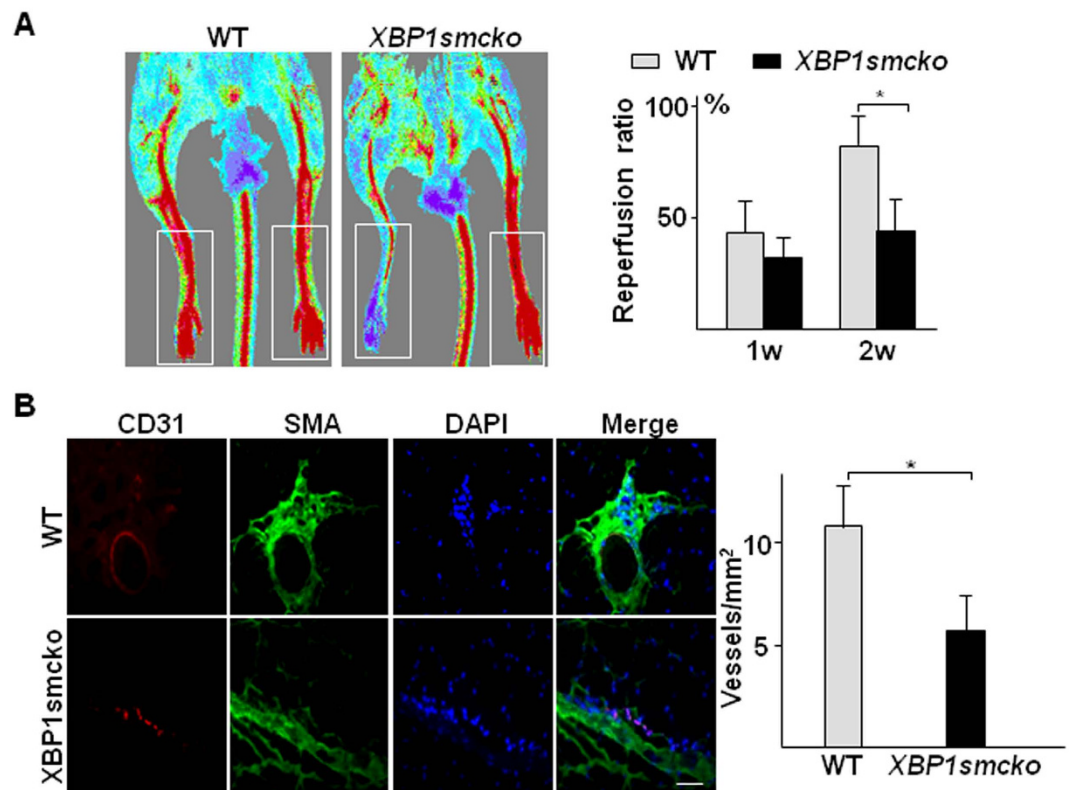 A
WT XBP1smcko
WT XBP1smcko
100 %
50
Reperfusion ratio
*
1w 2w
B
CD31 SMA DAPI Merge
WT
XBP1smcko
*
10
5
Vessels/mm²
WT XBP1smcko